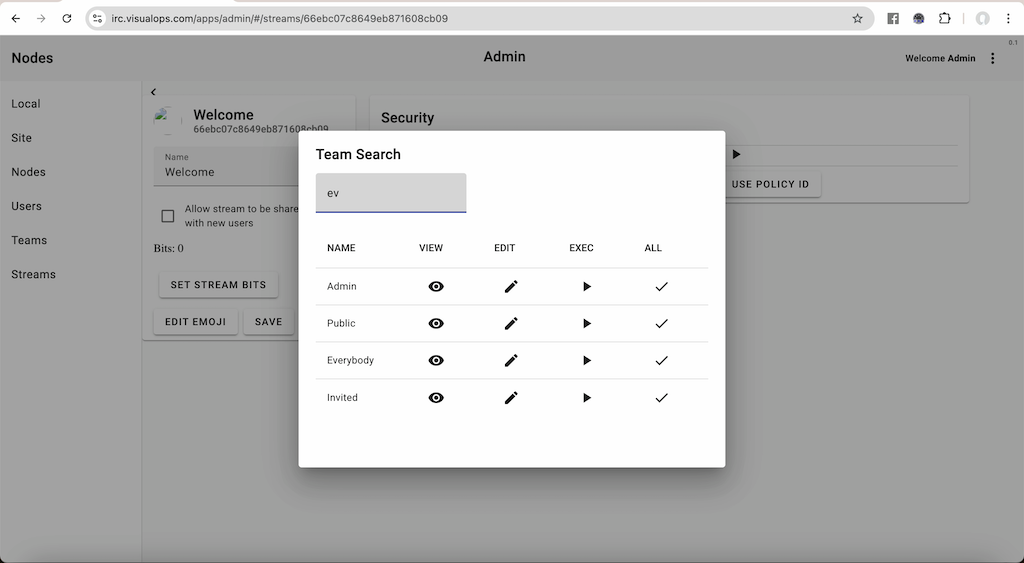 irc.visualops.com/apps/admin/#/streams/66ebc07c8649eb871608cb09
0.1
Nodes
Admin
Welcome Admin
Local
Site
Nodes
Users
Teams
Streams
Welcome
66ebc07c8649eb871608cb09
Name
Welcome
Allow stream to be share
with new users
Bits: 0
SET STREAM BITS
EDIT EMOJI
SAVE
Security
USE POLICY ID
Team Search
ev
NAME VIEW EDIT EXEC ALL
Admin
Public
Everybody
Invited